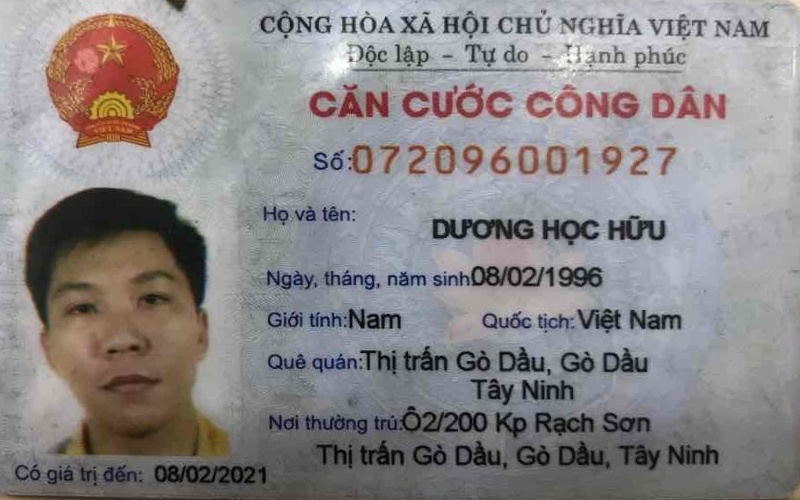 CỘNG HÒA XÃ HỘI CHỦ NGHĨA VIỆT NAM
Độc lập - Tự do - Hạnh phúc
CĂN CƯỚC CÔNG DÂN
Số: 072096001927
Họ và tên:
DƯƠNG HỌC HỮU
Ngày, tháng, năm sinh: 08/02/1996
Giới tính: Nam Quốc tịch: Việt Nam
Quê quán: Thị trấn Gò Dầu, Gò Dầu
Tây Ninh
Nơi thường trú: Ô2/200 Kp Rạch Sơn
Thị trấn Gò Dầu, Gò Dầu, Tây Ninh
Có giá trị đến: 08/02/2021
VIỆT NAM